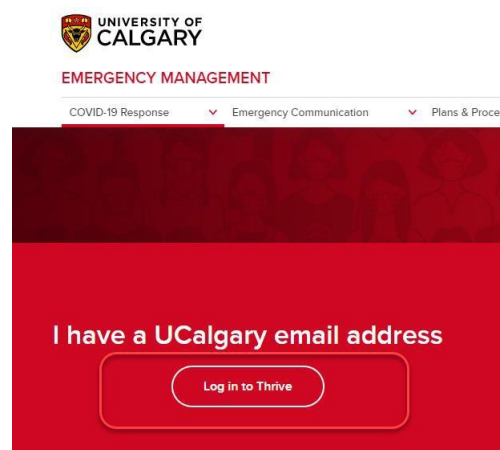 UNIVERSITY OF
CALGARY
EMERGENCY MANAGEMENT
COVID-19 Response Emergency Communication Plans & Proce
I have a UCalgary email address
Log in to Thrive